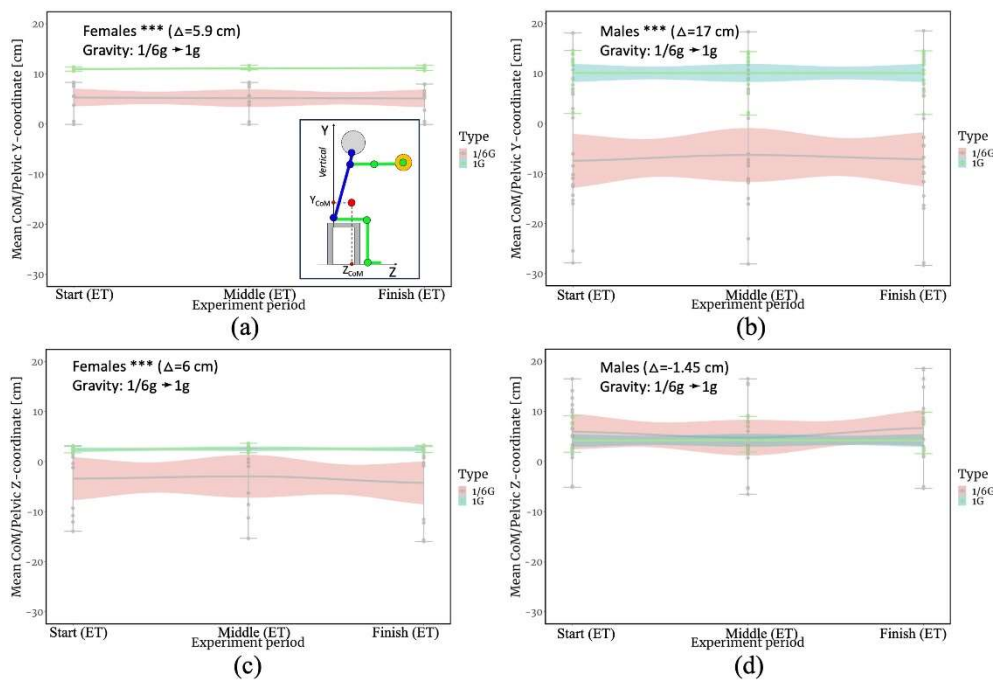 Females *** (Δ=5.9 cm)
Gravity: 1/6g → 1g
Mean CoM/Pelvic Y-coordinate [cm]
20
10
0
-10
-20
-30
Y
Vertical
Y_CoM
Z_CoM
Z
Type
1/6G
1G
Start (ET)
Middle (ET)
Finish (ET)
Experiment period
(a)
Males *** (Δ=17 cm)
Gravity: 1/6g → 1g
Mean CoM/Pelvic Y-coordinate [cm]
20
10
0
-10
-20
-30
Type
1/6G
1G
Start (ET)
Middle (ET)
Finish (ET)
Experiment period
(b)
Females *** (Δ=6 cm)
Gravity: 1/6g → 1g
Mean CoM/Pelvic Z-coordinate [cm]
20
10
0
-10
-20
-30
Type
1/6G
1G
Start (ET)
Middle (ET)
Finish (ET)
Experiment period
(c)
Males (Δ=-1.45 cm)
Gravity: 1/6g → 1g
Mean CoM/Pelvic Z-coordinate [cm]
20
10
0
-10
-20
-30
Type
1/6G
1G
Start (ET)
Middle (ET)
Finish (ET)
Experiment period
(d)